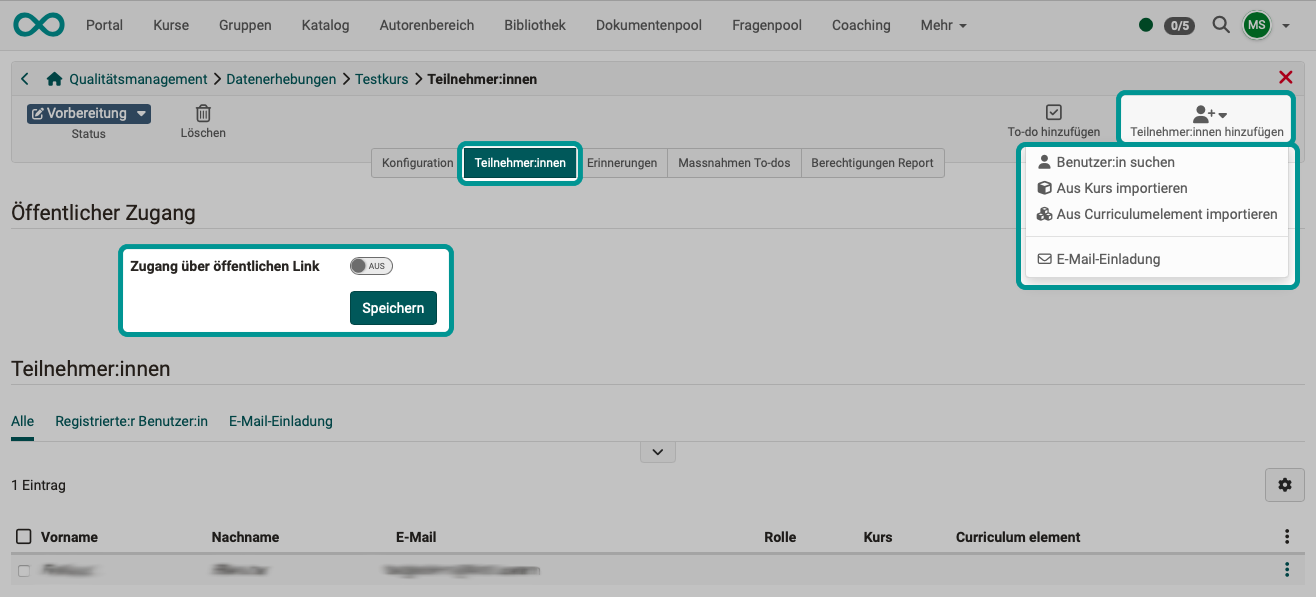 Portal Kurse Gruppen Katalog Autorenbereich Bibliothek Dokumentenpool Fragenpool Coaching Mehr 0/5 MS
Qualitätsmanagement Datenerhebungen Testkurs Teilnehmer:innen
Vorbereitung
Status
Löschen
To-do hinzufügen
Teilnehmer:innen hinzufügen
Konfiguration Teilnehmer:innen Erinnerungen Massnahmen To-dos Berechtigungen Report
Benutzer:in suchen
Aus Kurs importieren
Aus Curriculumelement importieren
E-Mail-Einladung
Öffentlicher Zugang
Zugang über öffentlichen Link AUS
Speichern
Teilnehmer:innen
Alle Registrierte:r Benutzer:in E-Mail-Einladung
1 Eintrag
Vorname Nachname E-Mail Rolle Kurs Curriculum element